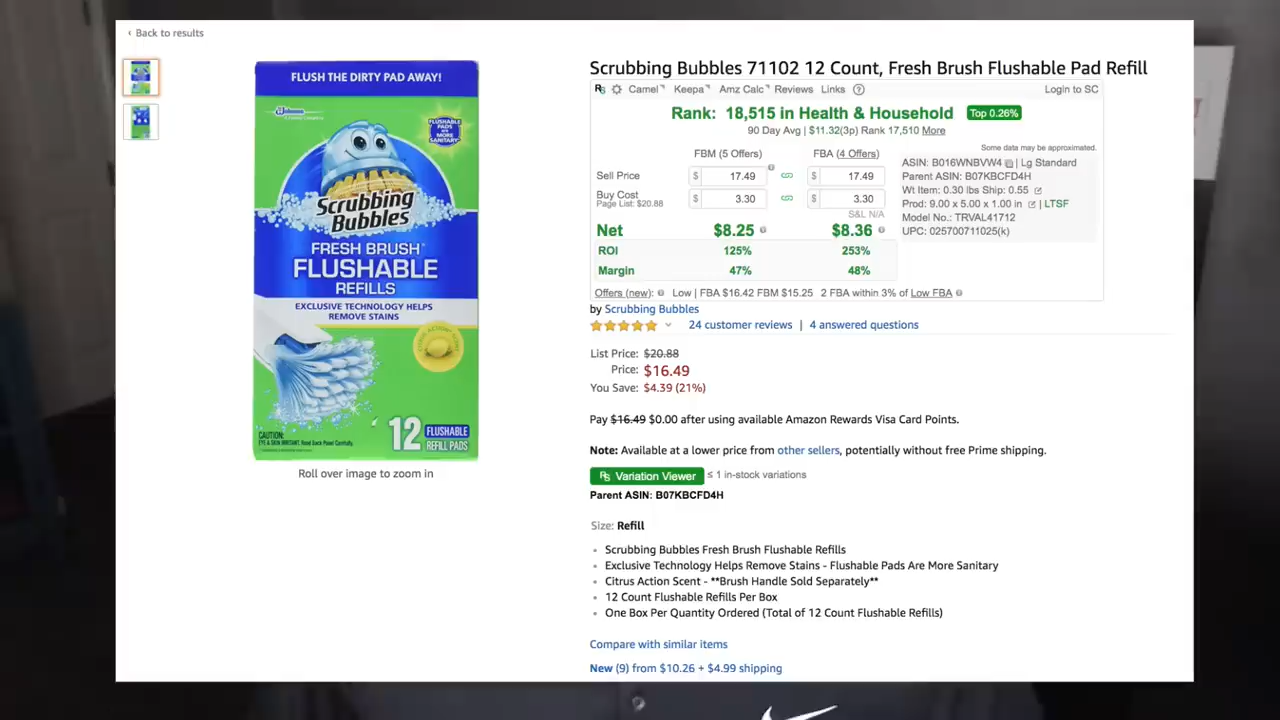 ‹ Back to results
FLUSH THE DIRTY PAD AWAY!
Johnson
FLUSHABLE
PADS ARE
MORE
SANITARY
Scrubbing
Bubbles
FRESH BRUSH
FLUSHABLE
REFILLS
EXCLUSIVE TECHNOLOGY HELPS
REMOVE STAINS
CAUTION:
12 FLUSHABLE
REFILL PADS
Roll over image to zoom in
Scrubbing Bubbles 71102 12 Count, Fresh Brush Flushable Pad Refill
RS Camel Keepa Amz Calc Reviews Links ? Login to SC
Rank: 18,515 in Health & Household Top 0.26%
90 Day Avg | $11.32(3p) Rank 17,510 More
Some data may be approximated.
FBM (5 Offers) FBA (4 Offers)
Sell Price $ 17.49 $ 17.49
Buy Cost $ 3.30 $ 3.30
Page List: $20.88
S&L N/A
Net $8.25 $8.36
ROI 125% 253%
Margin 47% 48%
Offers (new): Low | FBA $16.42 FBM $15.25 2 FBA within 3% of Low FBA
ASIN: B016WNBVW4 | Lg Standard
Parent ASIN: B07KBCFD4H
Wt Item: 0.30 lbs Ship: 0.55
Prod: 9.00 x 5.00 x 1.00 in | LTSF
Model No.: TRVAL41712
UPC: 025700711025(k)
by Scrubbing Bubbles
24 customer reviews | 4 answered questions
List Price: $20.88
Price: $16.49
You Save: $4.39 (21%)
Pay $16.49 $0.00 after using available Amazon Rewards Visa Card Points.
Note: Available at a lower price from other sellers, potentially without free Prime shipping.
RS Variation Viewer ≤ 1 in-stock variations
Parent ASIN: B07KBCFD4H
Size: Refill
• Scrubbing Bubbles Fresh Brush Flushable Refills
• Exclusive Technology Helps Remove Stains - Flushable Pads Are More Sanitary
• Citrus Action Scent - **Brush Handle Sold Separately**
• 12 Count Flushable Refills Per Box
• One Box Per Quantity Ordered (Total of 12 Count Flushable Refills)
Compare with similar items
New (9) from $10.26 + $4.99 shipping